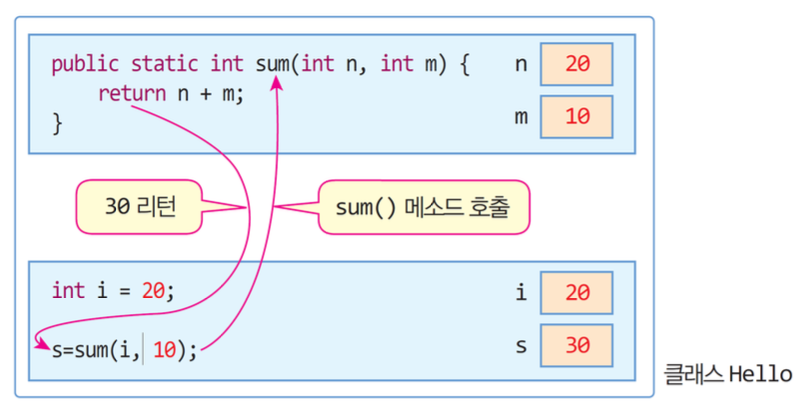 public static int sum(int n, int m) {
return n + m;
}
n 20
m 10
30 리턴
sum() 메소드 호출
int i = 20;
s=sum(i, 10);
i 20
s 30
클래스 Hello